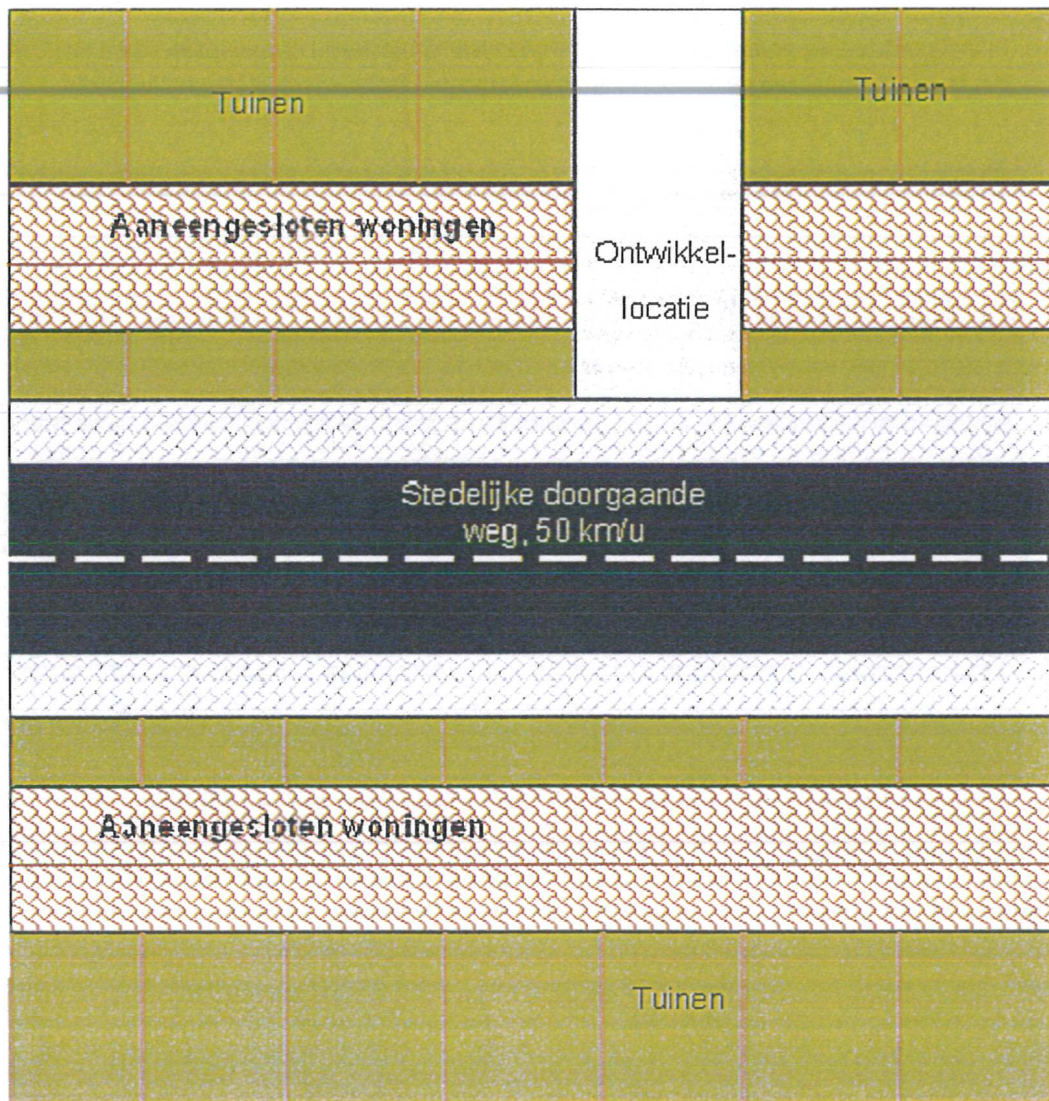 Tuinen
Tuinen
Aaneengesloten woningen
Ontwikkel-
locatie
Stedelijke doorgaande
weg, 50 km/u
Aaneengesloten woningen
Tuinen